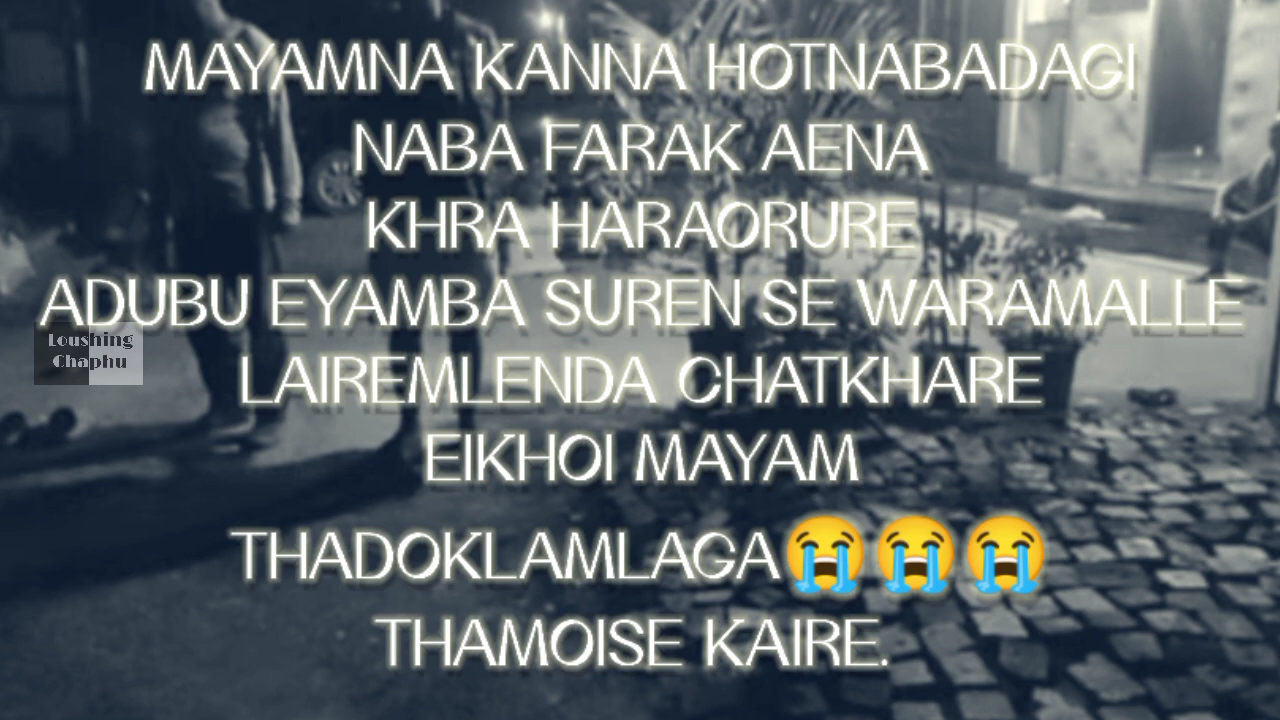 MAYAMNA KANNA HOTNABADAGI
NABA FARAK AENA
KHRA HARAORURE
ADUBU EYAMBA SUREN SE WARAMALLE
Loushing
Chaphu
LAIREMLENDA CHATKHARE
EIKHOI MAYAM
THADOKLAMLAGA😭😭😭
THAMOISE KAIRE.